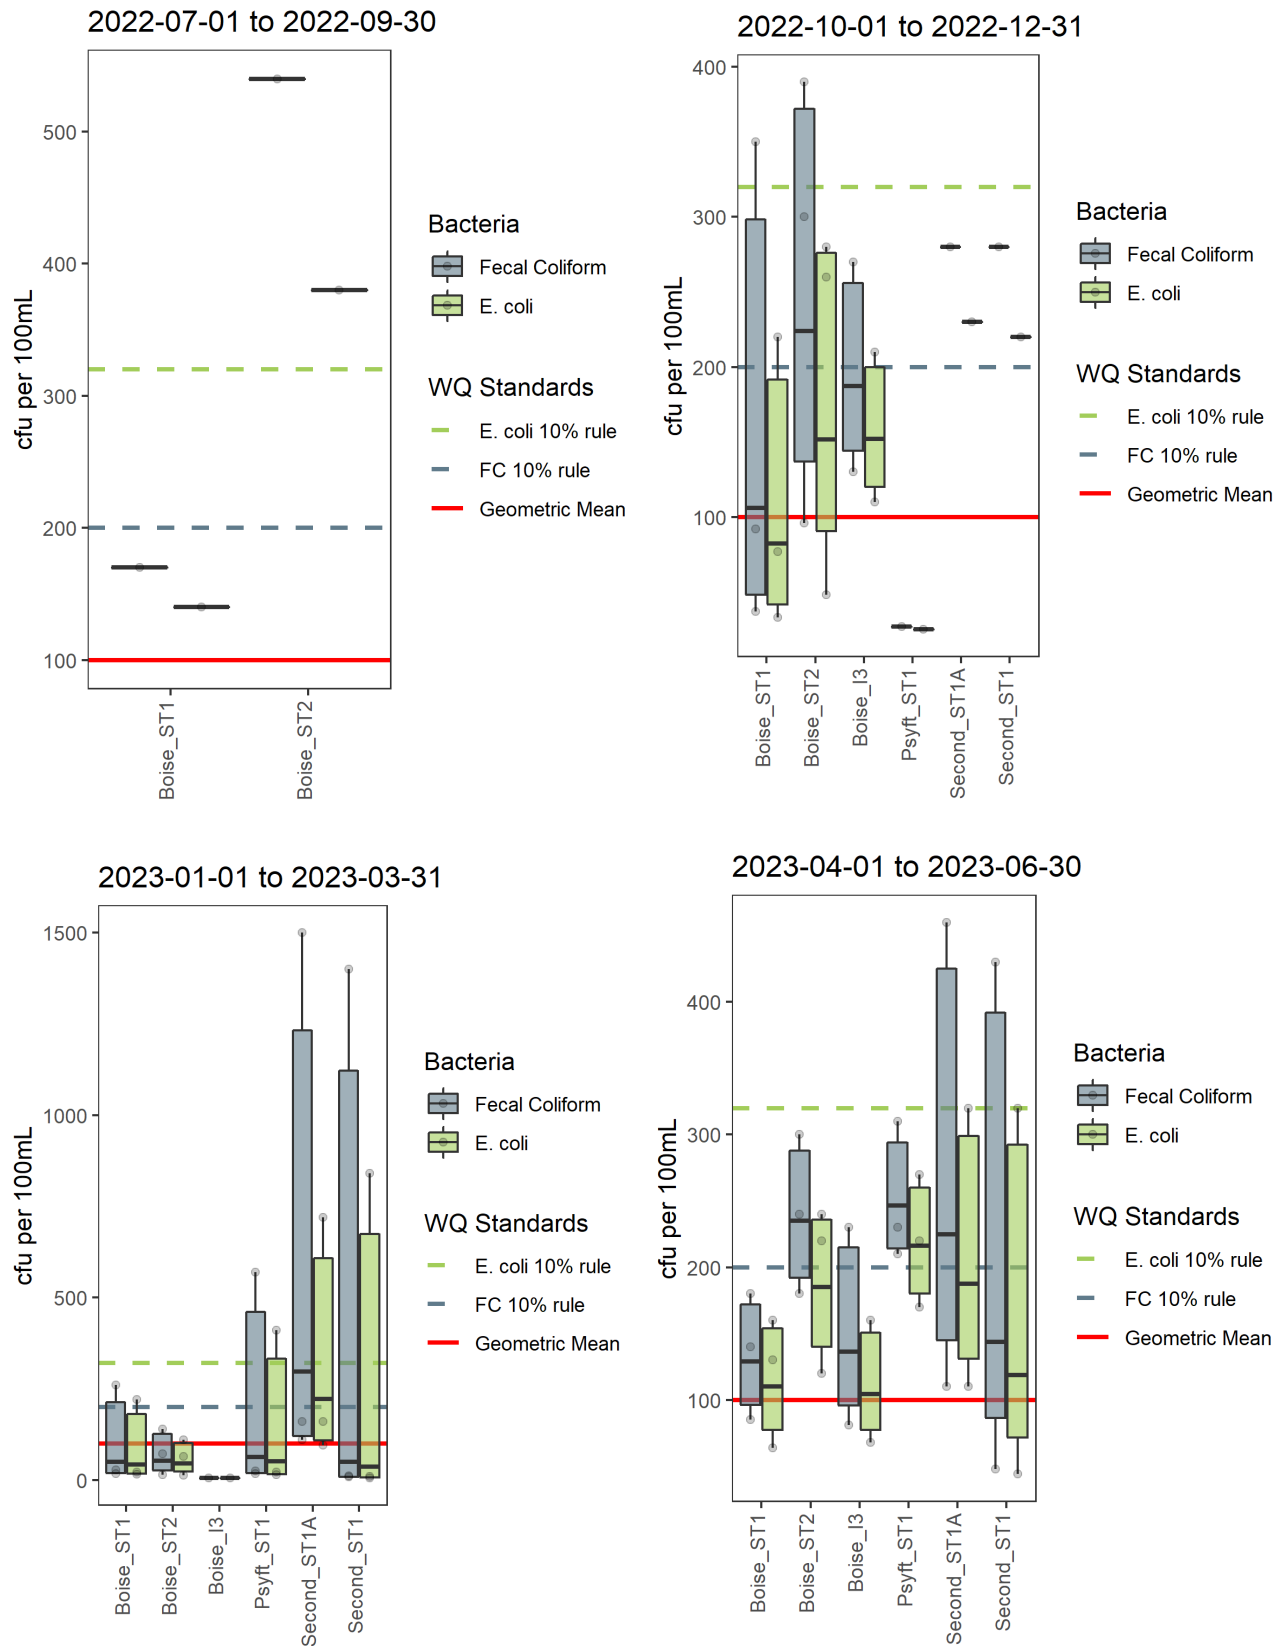 2022-07-01 to 2022-09-30
cfu per 100mL
500
400
300
200
100
Boise_ST1
Boise_ST2
Bacteria
Fecal Coliform
E. coli
WQ Standards
E. coli 10% rule
FC 10% rule
Geometric Mean
2022-10-01 to 2022-12-31
cfu per 100mL
400
300
200
100
Boise_ST1
Boise_ST2
Boise_I3
Psyft_ST1
Second_ST1A
Second_ST1
Bacteria
Fecal Coliform
E. coli
WQ Standards
E. coli 10% rule
FC 10% rule
Geometric Mean
2023-01-01 to 2023-03-31
cfu per 100mL
1500
1000
500
0
Boise_ST1
Boise_ST2
Boise_I3
Psyft_ST1
Second_ST1A
Second_ST1
Bacteria
Fecal Coliform
E. coli
WQ Standards
E. coli 10% rule
FC 10% rule
Geometric Mean
2023-04-01 to 2023-06-30
cfu per 100mL
400
300
200
100
Boise_ST1
Boise_ST2
Boise_I3
Psyft_ST1
Second_ST1A
Second_ST1
Bacteria
Fecal Coliform
E. coli
WQ Standards
E. coli 10% rule
FC 10% rule
Geometric Mean